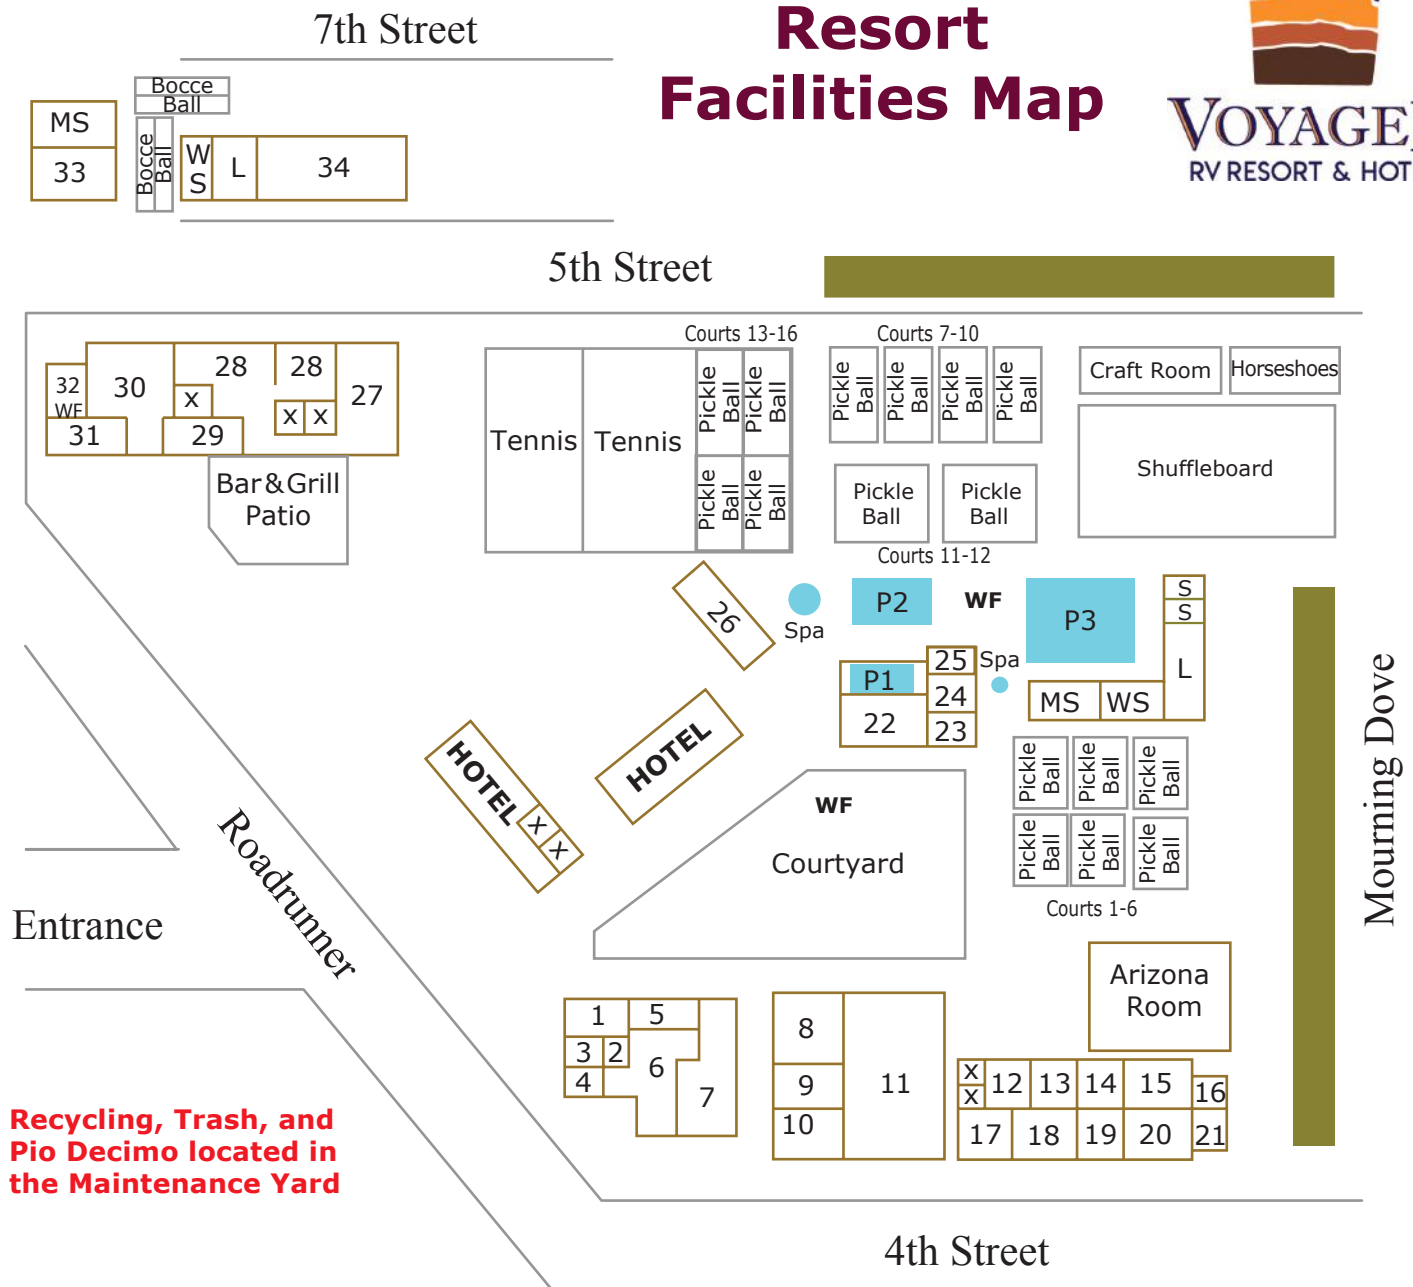 7th Street
Resort
Facilities Map
VOYAGE
RV RESORT & HOT
Bocce
Ball
Bocce
Ball
MS
33
W
S
L
34
5th Street
Courts 13-16
Courts 7-10
32
WF
30
28
28
27
x
x
x
31
29
Bar&Grill
Patio
Tennis
Tennis
Pickle
Ball
Pickle
Ball
Pickle
Ball
Pickle
Ball
Pickle
Ball
Pickle
Ball
Pickle
Ball
Pickle
Ball
Craft Room
Horseshoes
Shuffleboard
Pickle
Ball
Pickle
Ball
Courts 11-12
26
Spa
P2
WF
P3
S
S
L
P1
25
24
23
22
Spa
MS
WS
HOTEL
HOTEL
X
X
WF
Courtyard
Pickle
Ball
Pickle
Ball
Pickle
Ball
Pickle
Ball
Pickle
Ball
Pickle
Ball
Courts 1-6
Mourning Dove
Roadrunner
Entrance
Arizona
Room
1
5
3
2
4
6
7
8
9
10
11
x
x
12
13
14
15
16
17
18
19
20
21
Recycling, Trash, and
Pio Decimo located in
the Maintenance Yard
4th Street